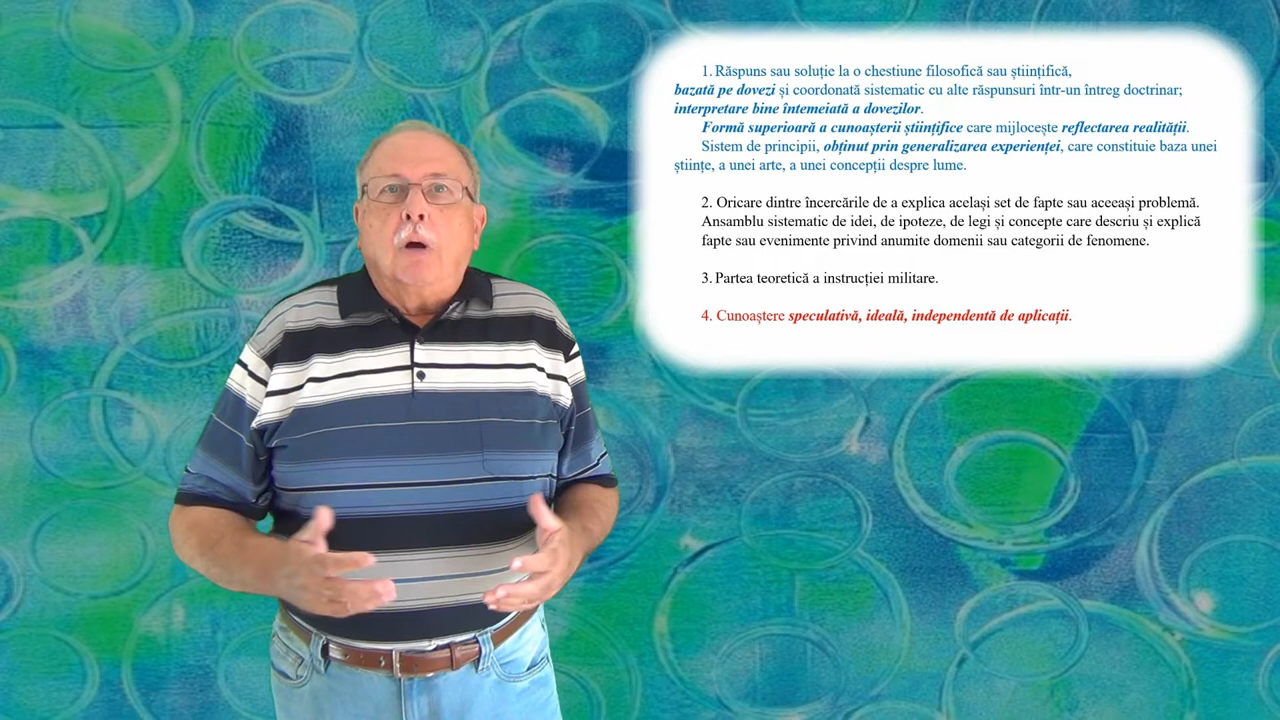 1. Răspuns sau soluție la o chestiune filosofică sau științifică,
bazată pe dovezi și coordonată sistematic cu alte răspunsuri într-un întreg doctrinar;
interpretare bine întemeiată a dovezilor.
Formă superioară a cunoașterii științifice care mijlocește reflectarea realității.
Sistem de principii, obținut prin generalizarea experienței, care constituie baza unei
științe, a unei arte, a unei concepții despre lume.
2. Oricare dintre încercările de a explica același set de fapte sau aceeași problemă.
Ansamblu sistematic de idei, de ipoteze, de legi și concepte care descriu și explică
fapte sau evenimente privind anumite domenii sau categorii de fenomene.
3. Partea teoretică a instrucției militare.
4. Cunoaștere speculativă, ideală, independentă de aplicații.